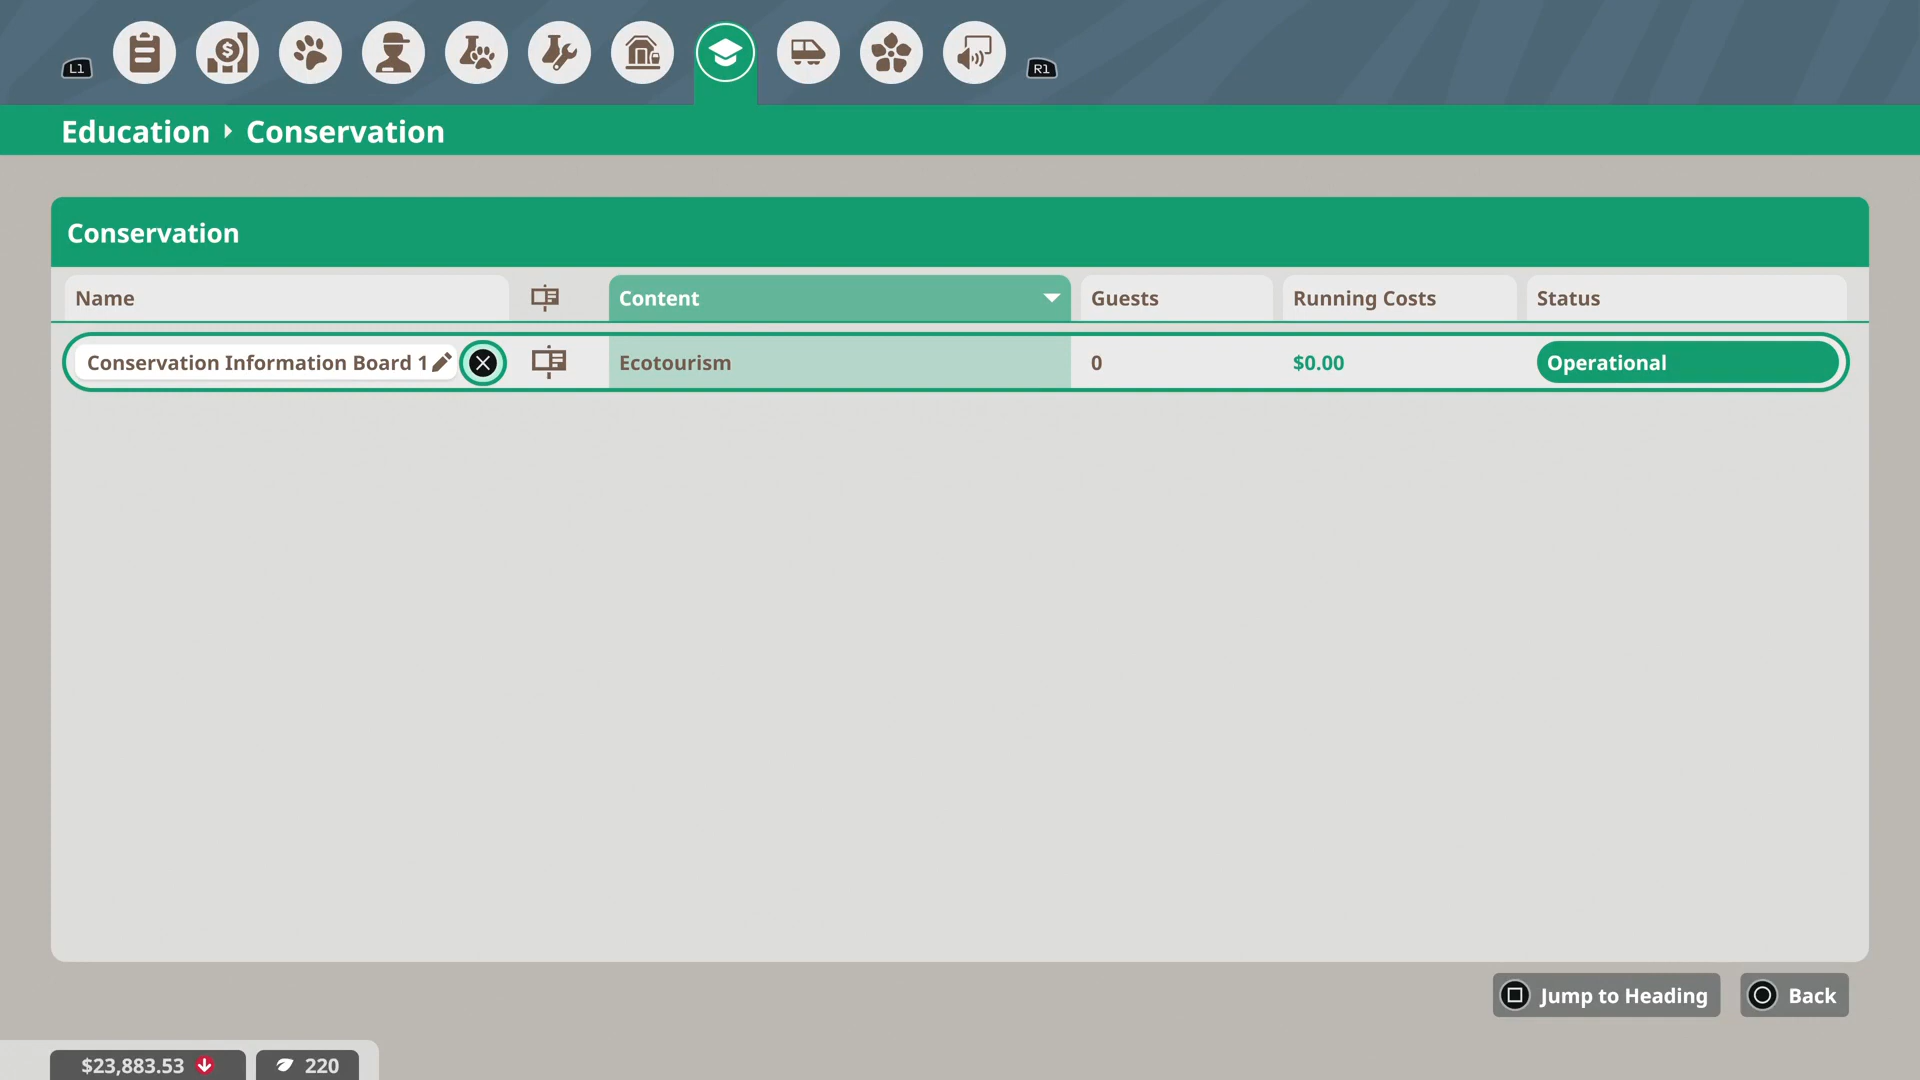 L1
R1
Education Conservation
Conservation
Name Content Guests Running Costs Status
Conservation Information Board 1 Ecotourism 0 $0.00 Operational
Jump to Heading Back
$23,883.53 220